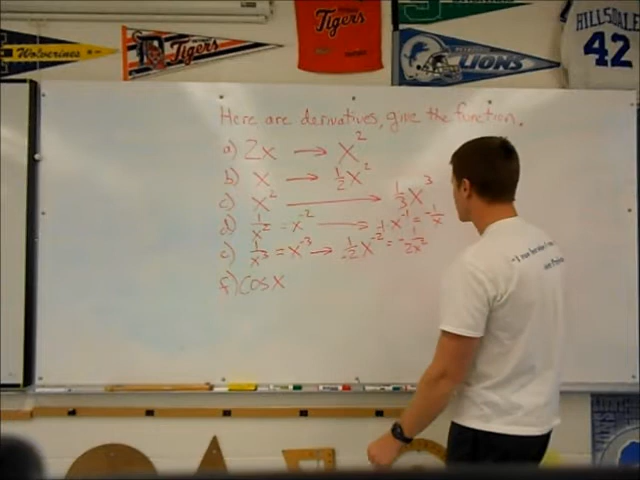 Wolverines
Tigers
Tigers
LIONS
HILLSDALE
42
Here are derivatives, give the function.
a) 2x → x²
b) x → ½x²
c) x² → ⅓x³
d) 1/x² = x⁻² → -1 x⁻¹ = -1/x
e) 1/x³ = x⁻³ → 1/-2 x⁻² = -1/2x²
f) cos x